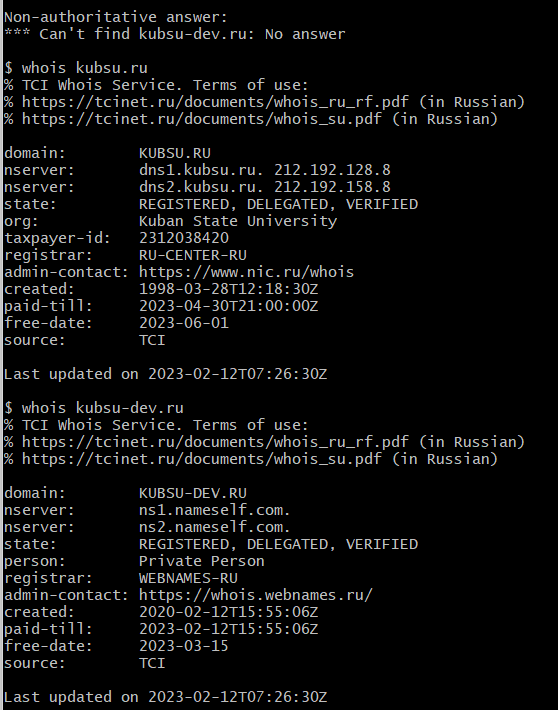 Non-authoritative answer:
*** Can't find kubsu-dev.ru: No answer
$ whois kubsu.ru
% TCI Whois Service. Terms of use:
% https://tcinet.ru/documents/whois_ru_rf.pdf (in Russian)
% https://tcinet.ru/documents/whois_su.pdf (in Russian)
domain: KUBSU.RU
nserver: dns1.kubsu.ru. 212.192.128.8
nserver: dns2.kubsu.ru. 212.192.158.8
state: REGISTERED, DELEGATED, VERIFIED
org: Kuban State University
taxpayer-id: 2312038420
registrar: RU-CENTER-RU
admin-contact: https://www.nic.ru/whois
created: 1998-03-28T12:18:30Z
paid-till: 2023-04-30T21:00:00Z
free-date: 2023-06-01
source: TCI
Last updated on 2023-02-12T07:26:30Z
$ whois kubsu-dev.ru
% TCI Whois Service. Terms of use:
% https://tcinet.ru/documents/whois_ru_rf.pdf (in Russian)
% https://tcinet.ru/documents/whois_su.pdf (in Russian)
domain: KUBSU-DEV.RU
nserver: ns1.nameself.com.
nserver: ns2.nameself.com.
state: REGISTERED, DELEGATED, VERIFIED
person: Private Person
registrar: WEBNAMES-RU
admin-contact: https://whois.webnames.ru/
created: 2020-02-12T15:55:06Z
paid-till: 2023-02-12T15:55:06Z
free-date: 2023-03-15
source: TCI
Last updated on 2023-02-12T07:26:30Z